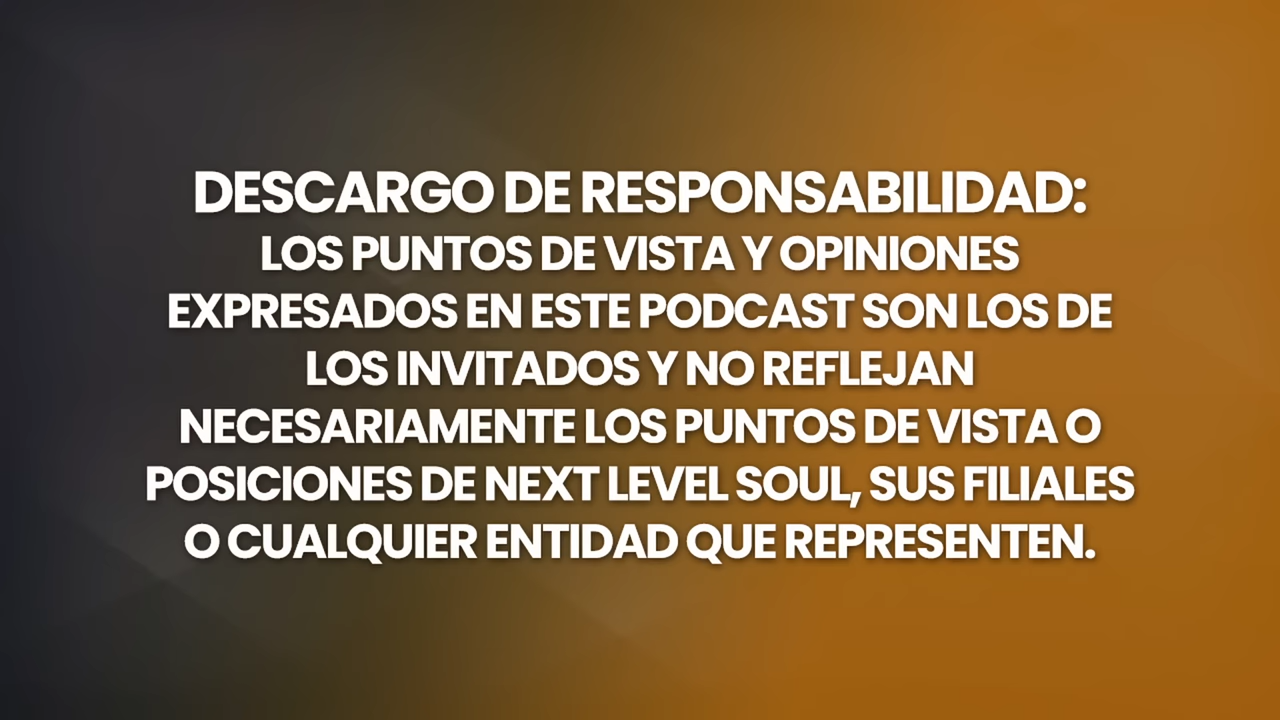 DESCARGO DE RESPONSABILIDAD:
LOS PUNTOS DE VISTA Y OPINIONES
EXPRESADOS EN ESTE PODCAST SON LOS DE
LOS INVITADOS Y NO REFLEJAN
NECESARIAMENTE LOS PUNTOS DE VISTA O
POSICIONES DE NEXT LEVEL SOUL, SUS FILIALES
O CUALQUIER ENTIDAD QUE REPRESENTEN.